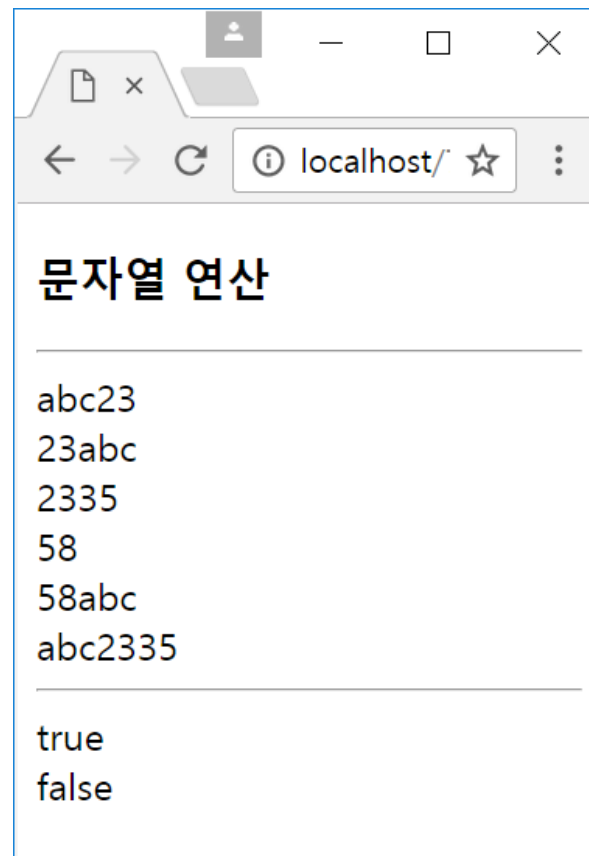 localhost/
문자열 연산
abc23
23abc
2335
58
58abc
abc2335
true
false